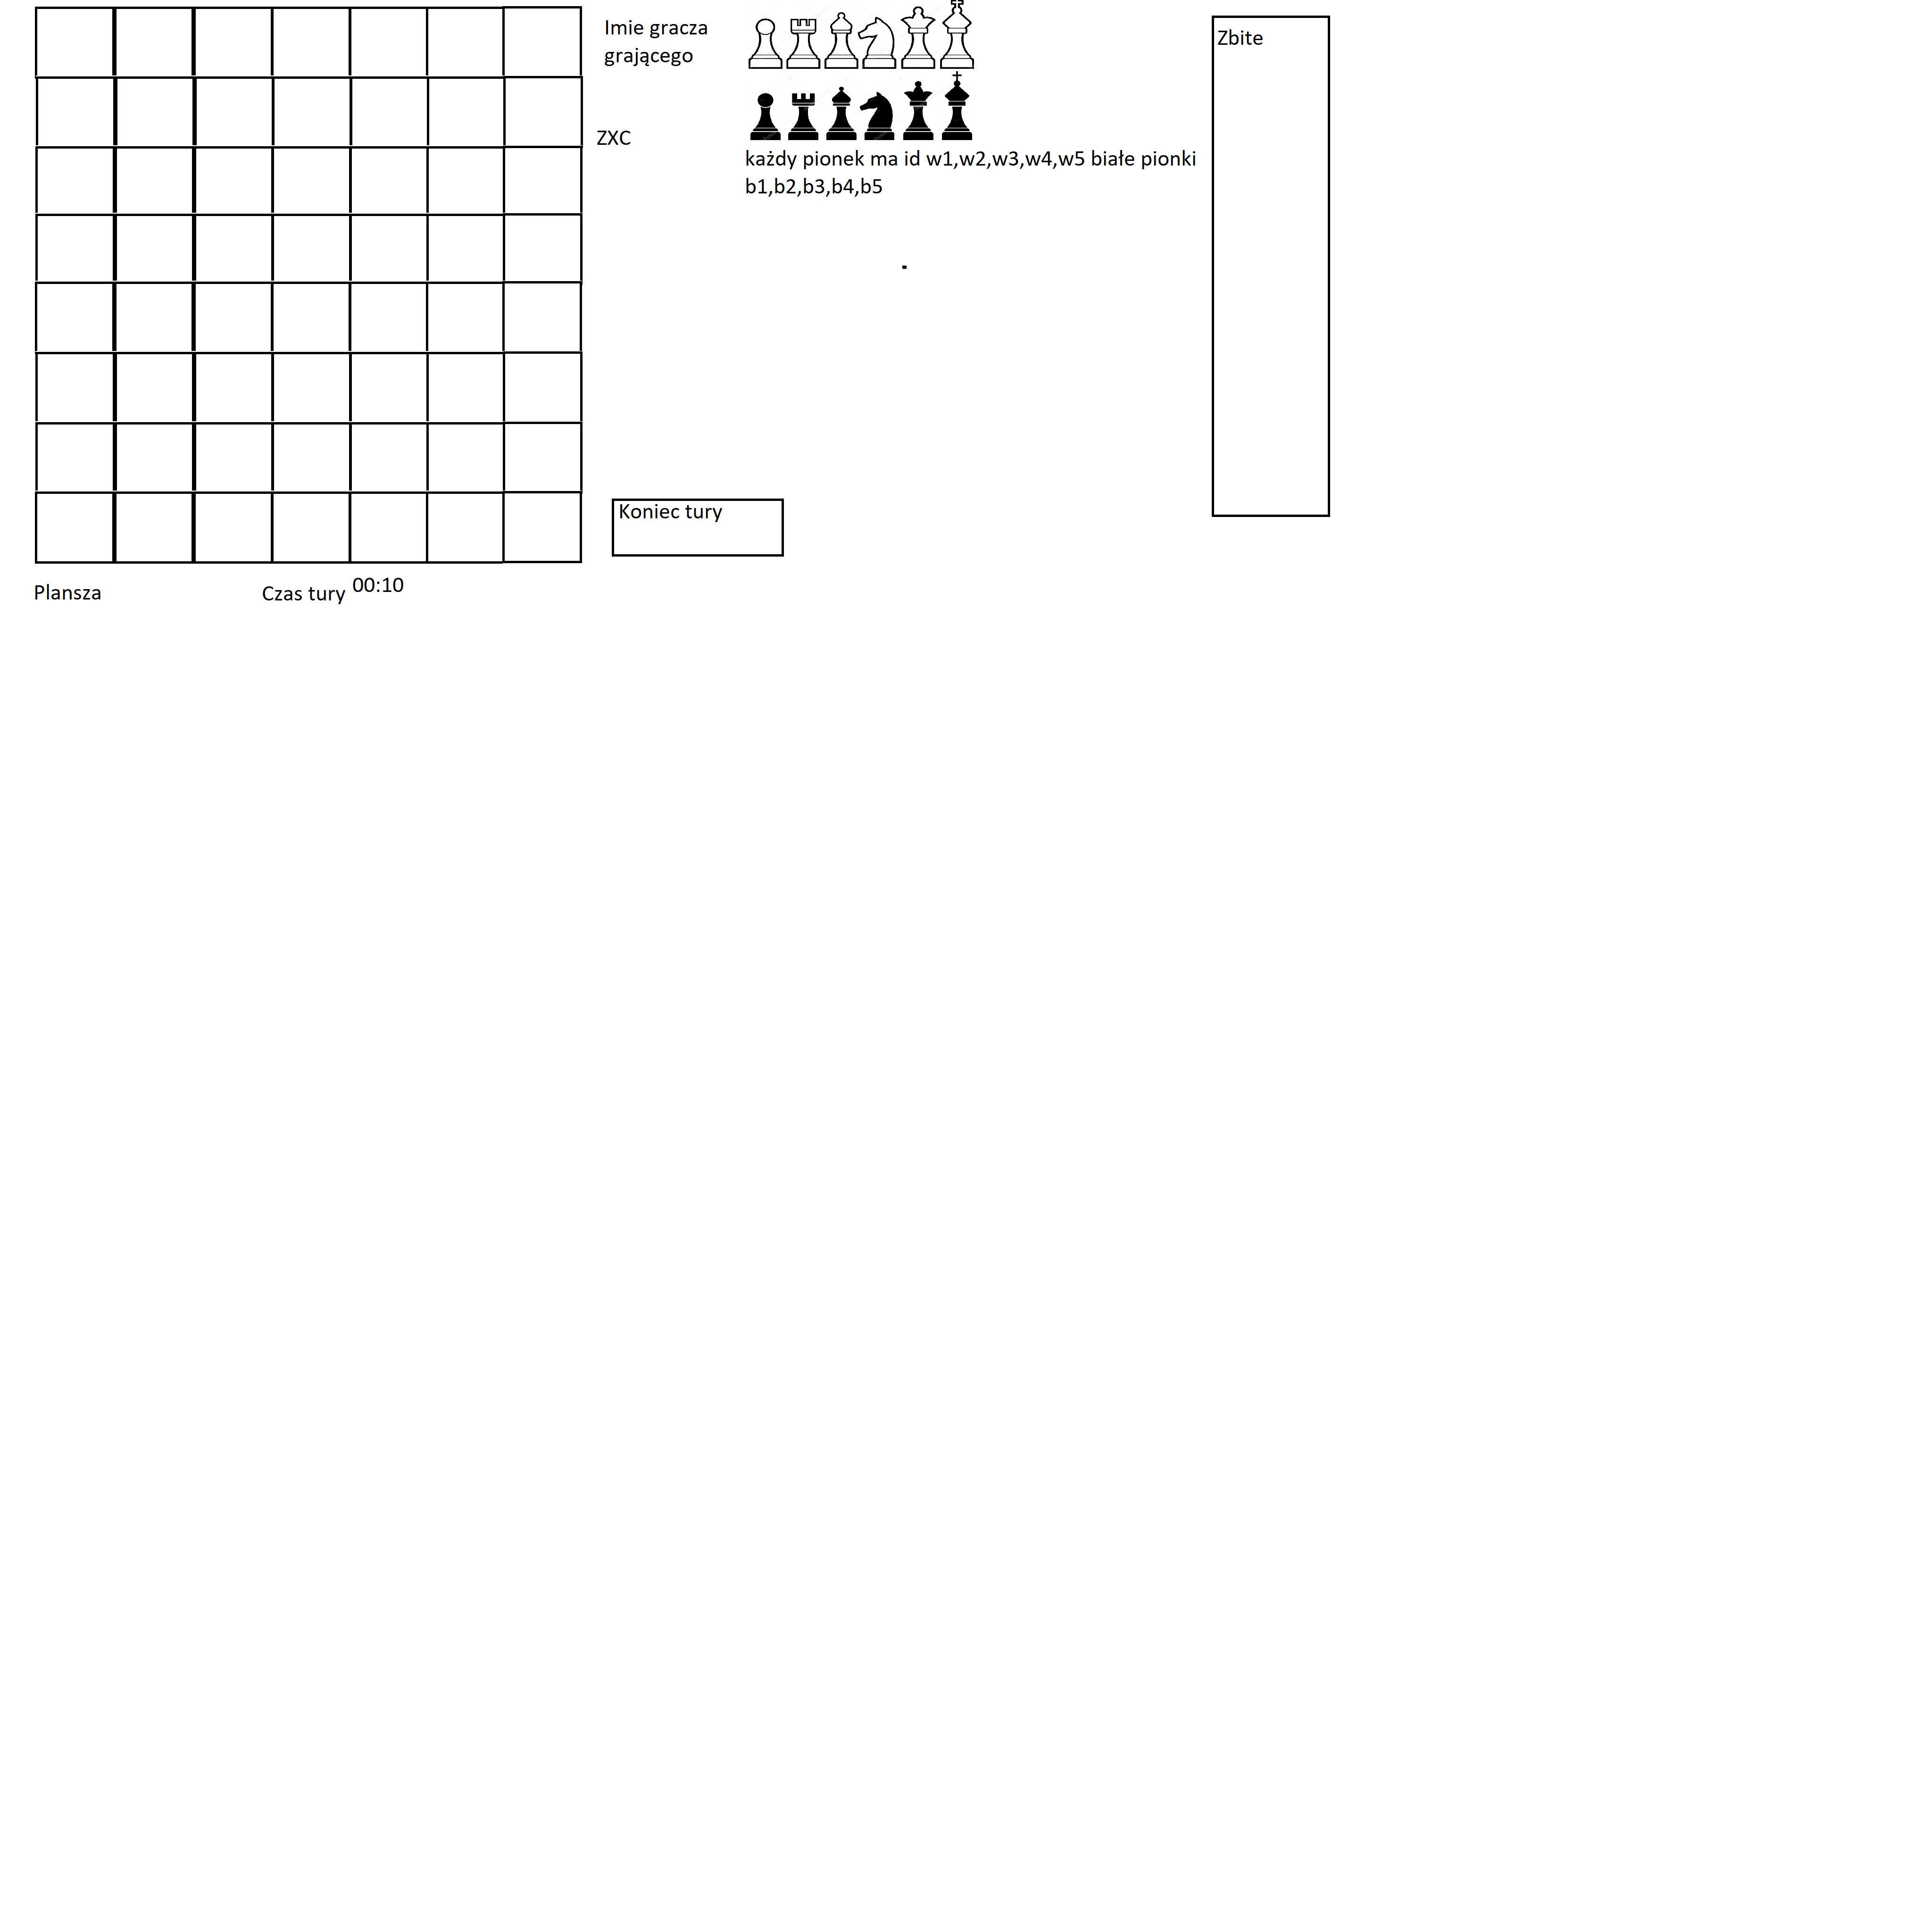 Imie gracza
grającego
Zbite
ZXC
każdy pionek ma id w1,w2,w3,w4,w5 białe pionki
b1,b2,b3,b4,b5
Koniec tury
Plansza
Czas tury 00:10